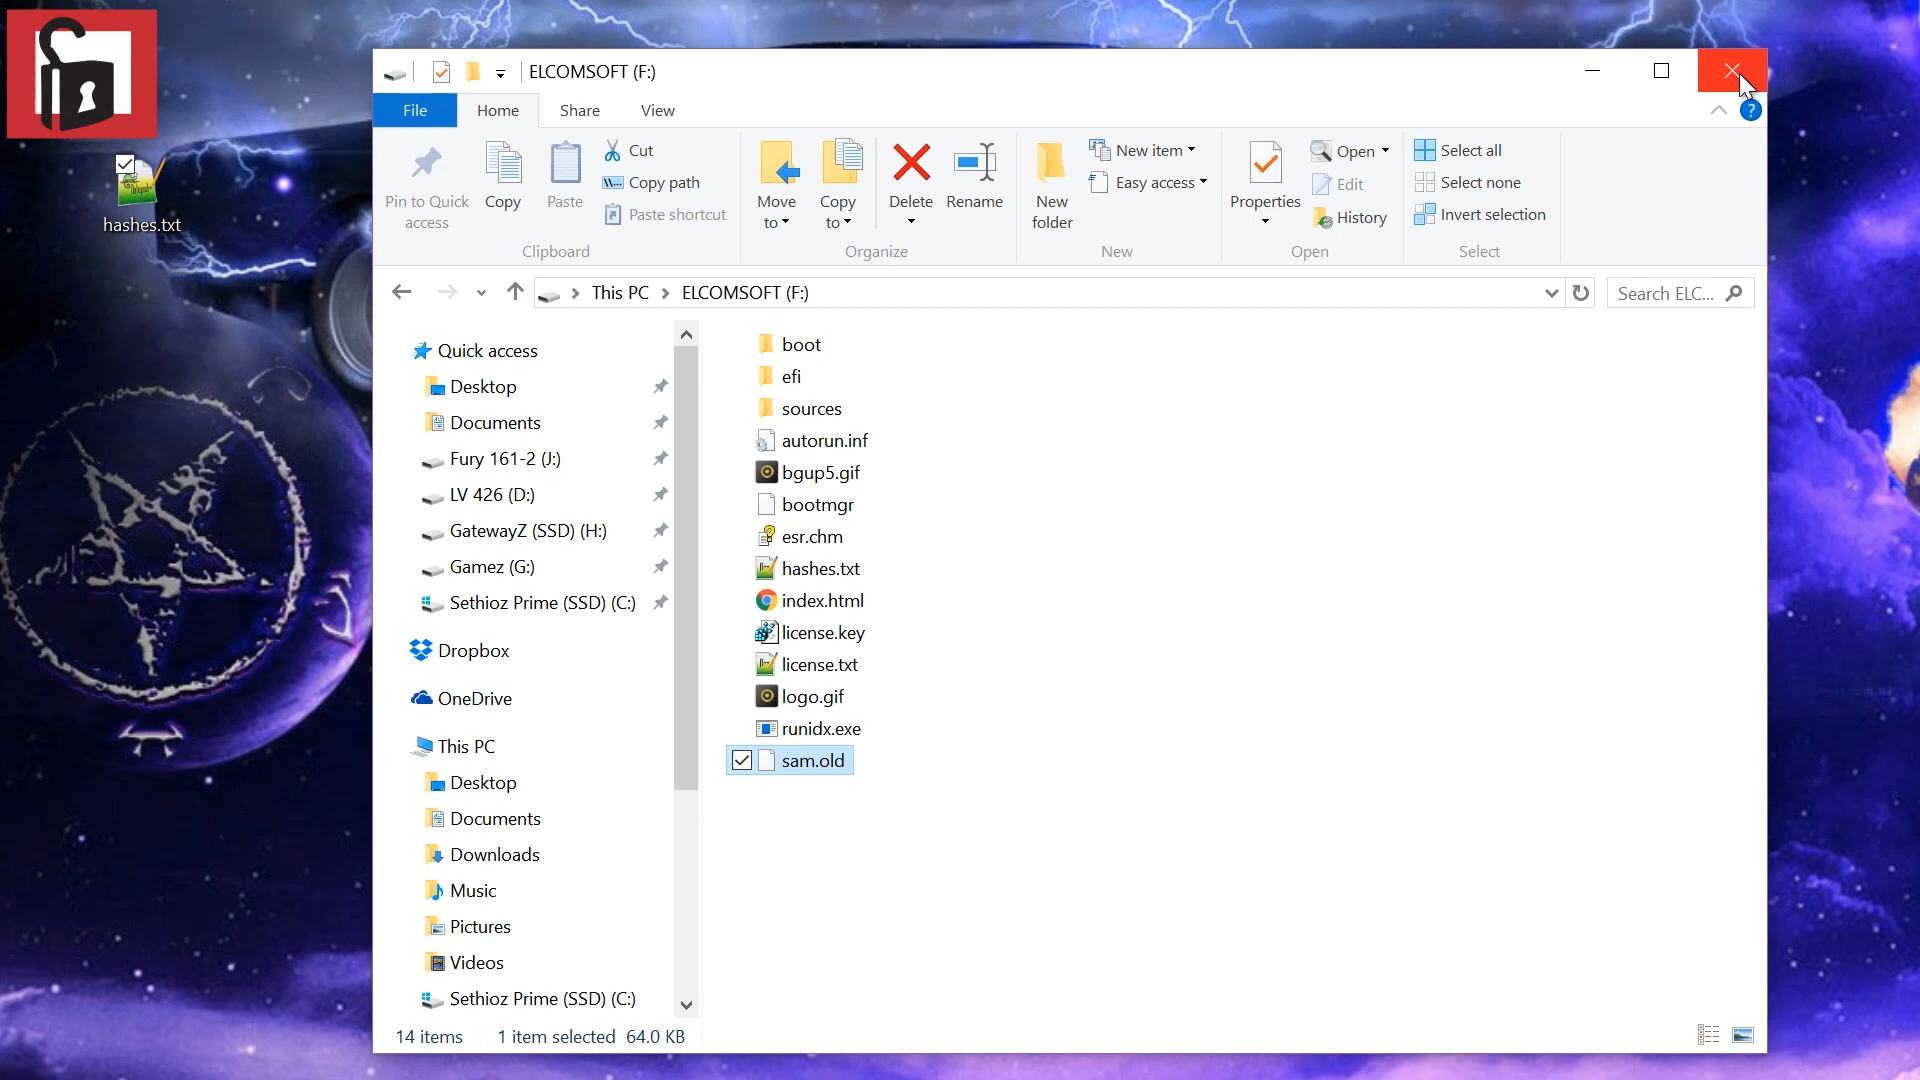 hashes.txt
ELCOMSOFT (F:)
File
Home
Share
View
?
Pin to Quick
access
Copy
Paste
Cut
Copy path
Paste shortcut
Clipboard
Move
to
Copy
to
Delete
Rename
Organize
New
folder
New item
Easy access
New
Properties
Open
Edit
History
Open
Select all
Select none
Invert selection
Select
This PC
ELCOMSOFT (F:)
Search ELC...
Quick access
Desktop
Documents
Fury 161-2 (J:)
LV 426 (D:)
GatewayZ (SSD) (H:)
Gamez (G:)
Sethioz Prime (SSD) (C:)
Dropbox
OneDrive
This PC
Desktop
Documents
Downloads
Music
Pictures
Videos
Sethioz Prime (SSD) (C:)
boot
efi
sources
autorun.inf
bgup5.gif
bootmgr
esr.chm
hashes.txt
index.html
license.key
license.txt
logo.gif
runidx.exe
sam.old
14 items
1 item selected 64.0 KB